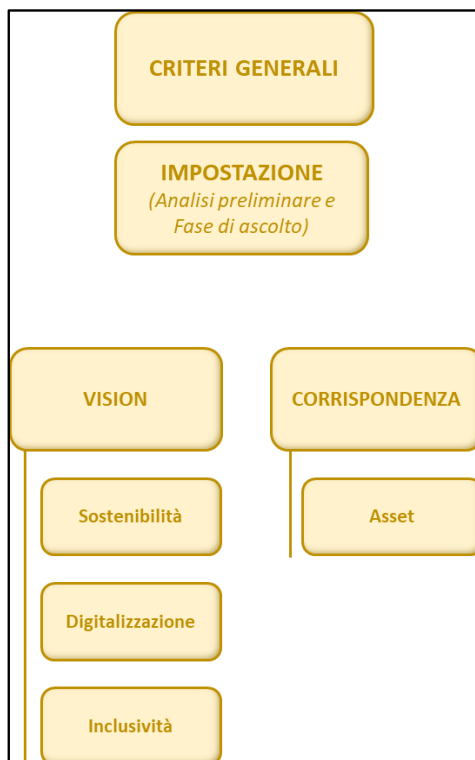 CRITERI GENERALI
IMPOSTAZIONE
(Analisi preliminare e
Fase di ascolto)
VISION
CORRISPONDENZA
Sostenibilità
Asset
Digitalizzazione
Inclusività